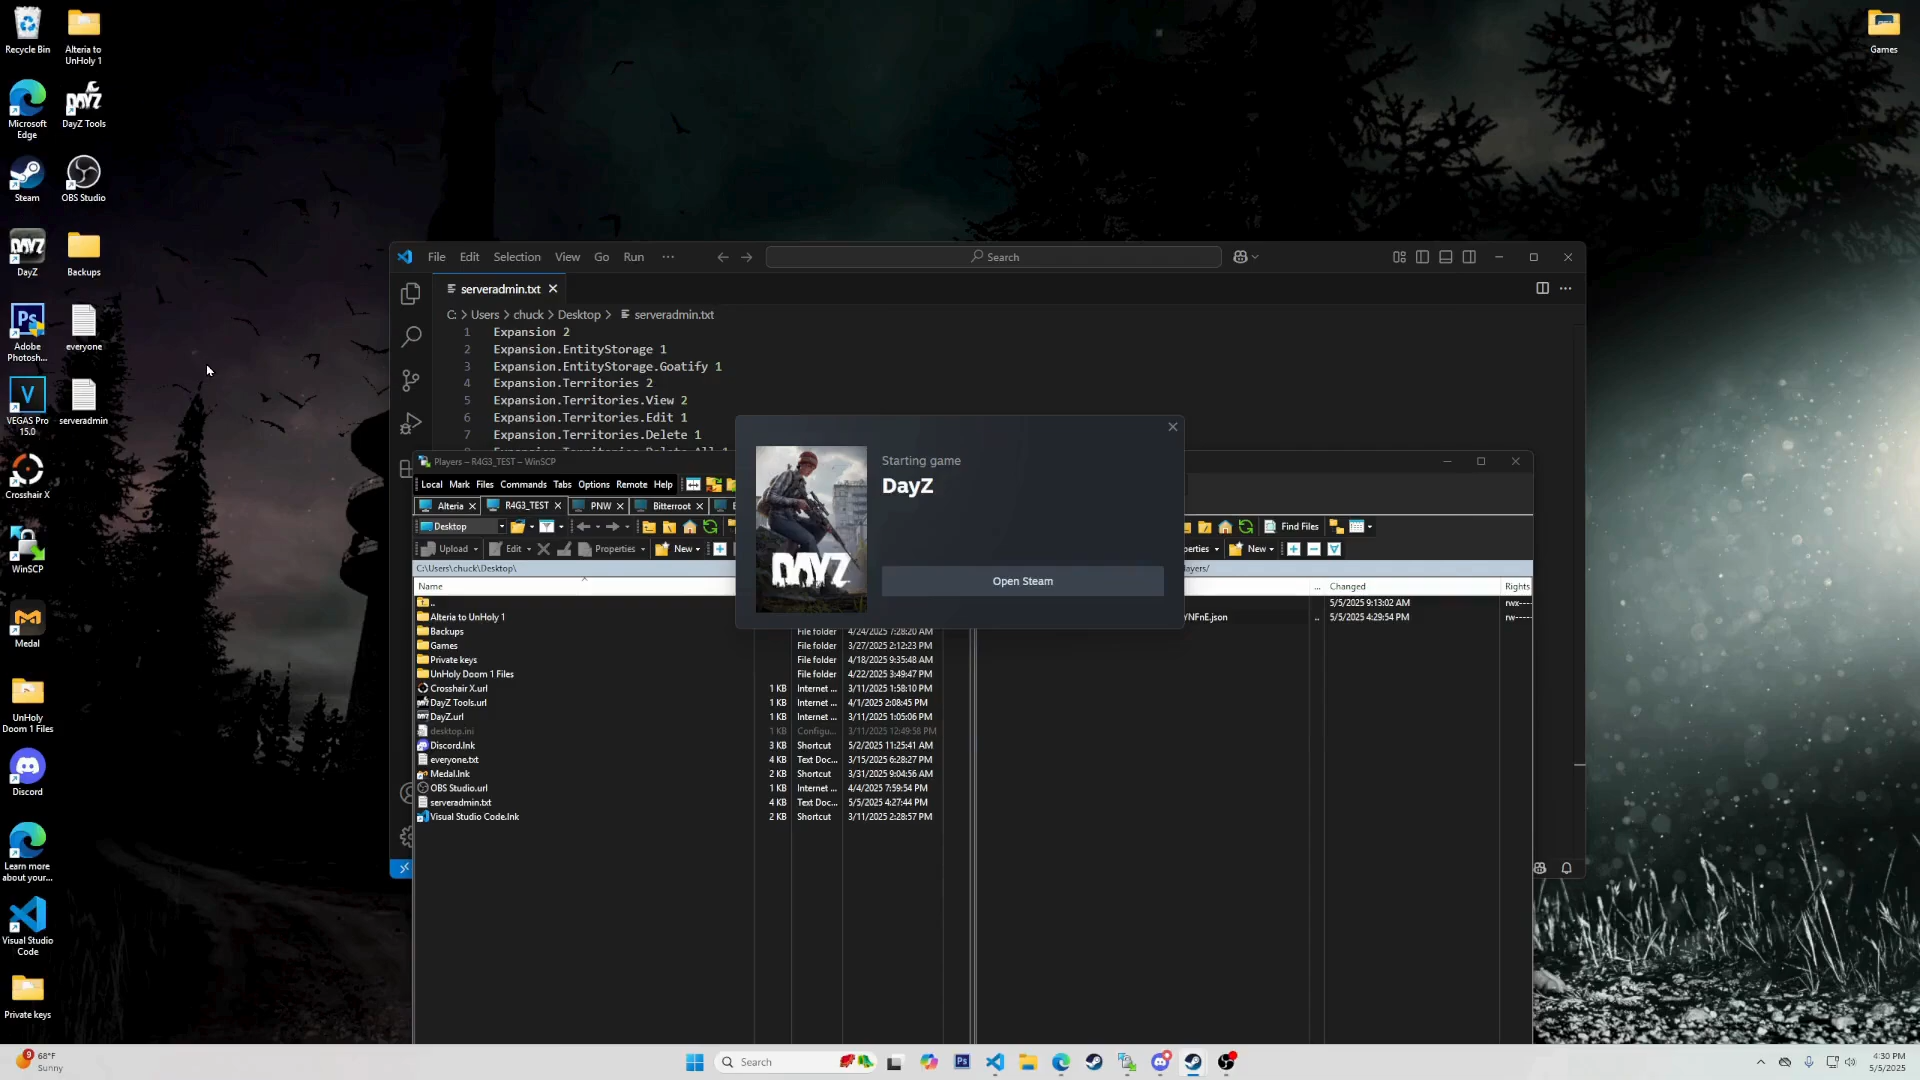 Recycle Bin
Alteria to
UnHoly 1
Games
Microsoft
Edge
DAYZ
DayZ Tools
Steam
OBS Studio
DAYZ
DayZ
Backups
Ps
Adobe
Photosh...
everyone
V
VEGAS Pro
15.0
serveradmin
Crosshair X
WinSCP
Medal
UnHoly
Doom 1 Files
Discord
Learn more
about your...
Visual Studio
Code
Private keys
File Edit Selection View Go Run ··· Search
serveradmin.txt
C: > Users > chuck > Desktop > serveradmin.txt
1 Expansion 2
2 Expansion.EntityStorage 1
3 Expansion.EntityStorage.Goatify 1
4 Expansion.Territories 2
5 Expansion.Territories.View 2
6 Expansion.Territories.Edit 1
7 Expansion.Territories.Delete 1
Players – R4G3_TEST – WinSCP
Local Mark Files Commands Tabs Options Remote Help
Alteria R4G3_TEST PNW Bitterroot
Desktop Find Files
Upload Edit Properties New perties New
C:\Users\chuck\Desktop\ ayers/
Name ... Changed Rights
.. 5/5/2025 9:13:02 AM rwx----
Alteria to UnHoly 1 YNFnE.json .. 5/5/2025 4:29:54 PM rw-----
Backups File folder 4/24/2025 7:28:20 AM
Games File folder 3/27/2025 2:12:23 PM
Private keys File folder 4/18/2025 9:35:48 AM
UnHoly Doom 1 Files File folder 4/22/2025 3:49:47 PM
Crosshair X.url 1 KB Internet ... 3/11/2025 1:58:10 PM
DayZ Tools.url 1 KB Internet ... 4/1/2025 2:08:45 PM
DayZ.url 1 KB Internet ... 3/11/2025 1:05:06 PM
desktop.ini 1 KB Configu... 3/11/2025 12:49:58 PM
Discord.lnk 3 KB Shortcut 5/2/2025 11:25:41 AM
everyone.txt 4 KB Text Doc... 3/15/2025 6:28:27 PM
Medal.lnk 2 KB Shortcut 3/31/2025 9:04:56 AM
OBS Studio.url 1 KB Internet ... 4/4/2025 7:59:54 PM
serveradmin.txt 4 KB Text Doc... 5/5/2025 4:27:44 PM
Visual Studio Code.lnk 2 KB Shortcut 3/11/2025 2:28:57 PM
Starting game
DayZ
DAYZ
Open Steam
9 68°F
Sunny
Search
Ps
4:30 PM
5/5/2025